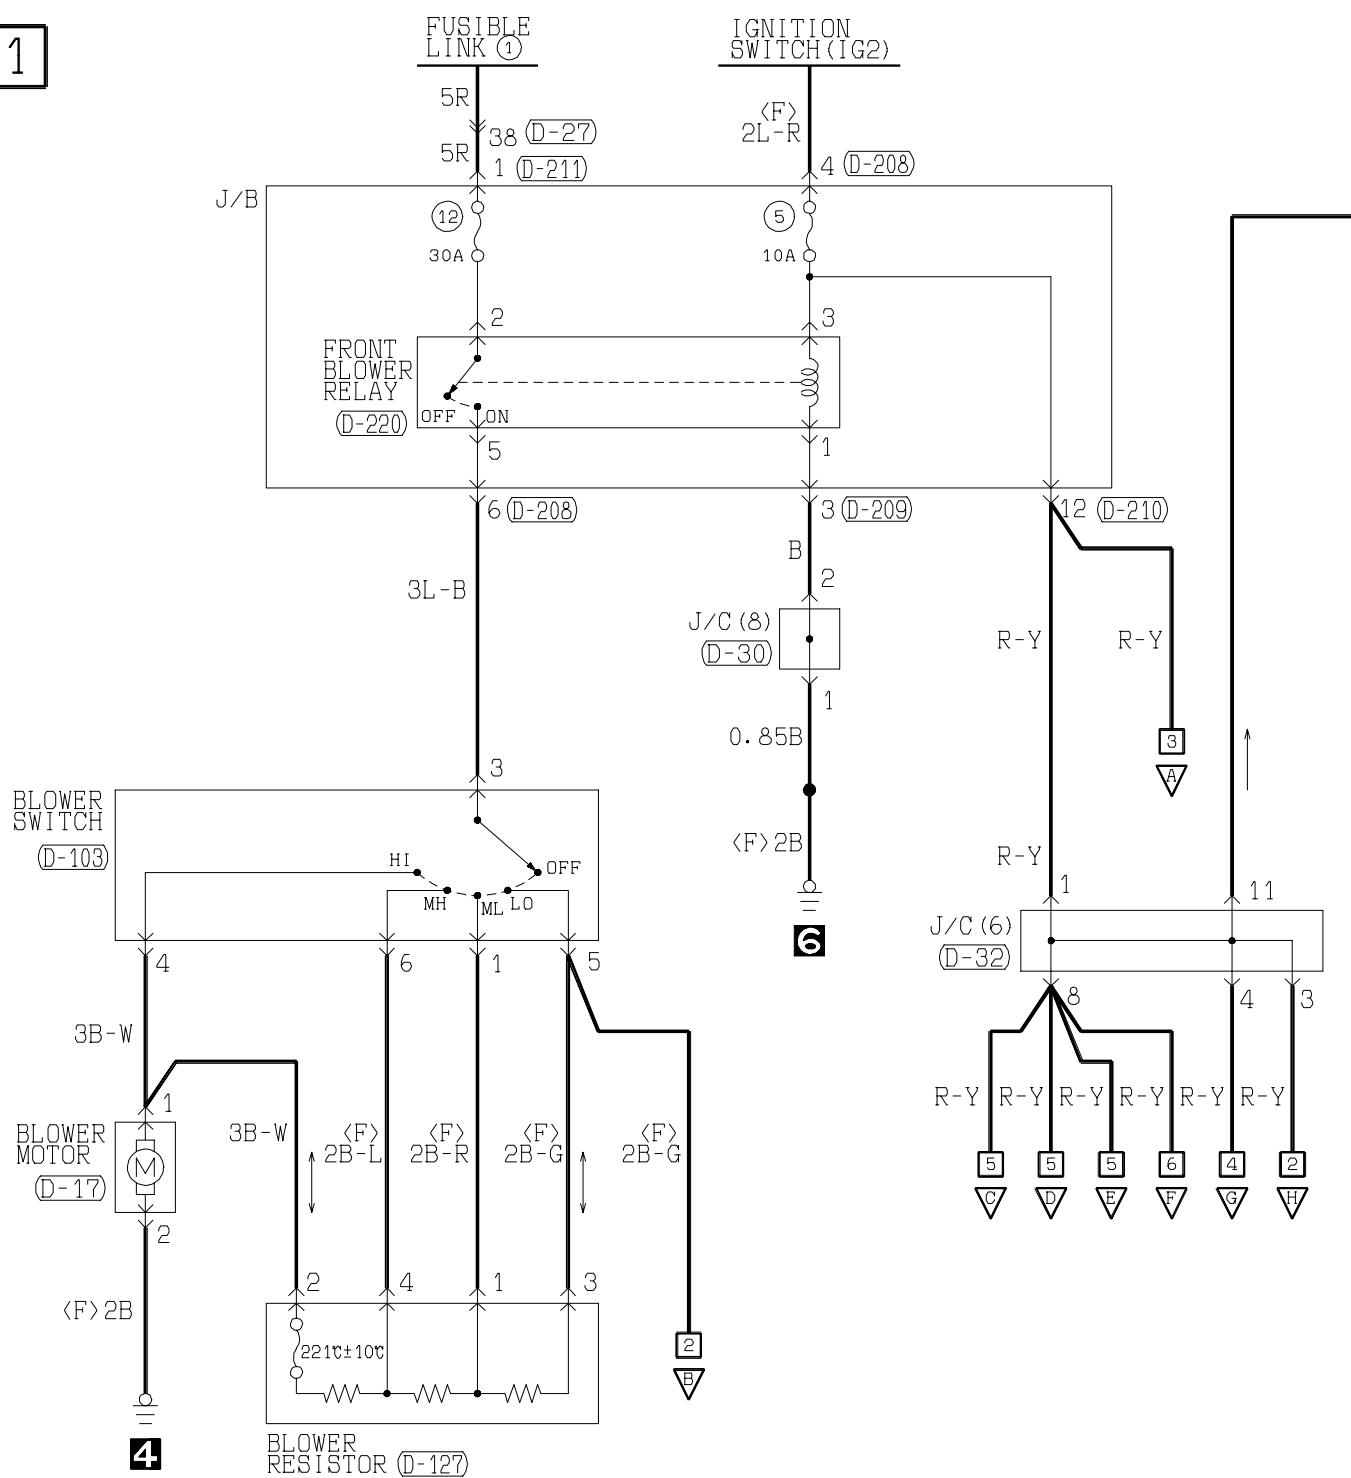 1
FUSIBLE
LINK ①
IGNITION
SWITCH(IG2)
5R
<F>
2L-R
38 (D-27)
5R
1 (D-211)
4 (D-208)
J/B
12
5
30A
10A
2
3
FRONT
BLOWER
RELAY
(D-220)
OFF
ON
5
1
6 (D-208)
3 (D-209)
12 (D-210)
B
2
3L-B
J/C(8)
(D-30)
R-Y
R-Y
1
0.85B
3
A
3
BLOWER
SWITCH
(D-103)
<F>2B
HI
OFF
MH
ML
LO
R-Y
1
11
6
J/C(6)
(D-32)
4
6
1
5
8
4
3
3B-W
R-Y
R-Y
R-Y
R-Y
R-Y
R-Y
1
BLOWER
MOTOR
(D-17)
M
3B-W
<F>
2B-L
<F>
2B-R
<F>
2B-G
<F>
2B-G
5
5
5
6
4
2
C
D
E
F
G
H
2
2
4
1
3
<F>2B
221℃±10℃
2
B
4
BLOWER
RESISTOR (D-127)